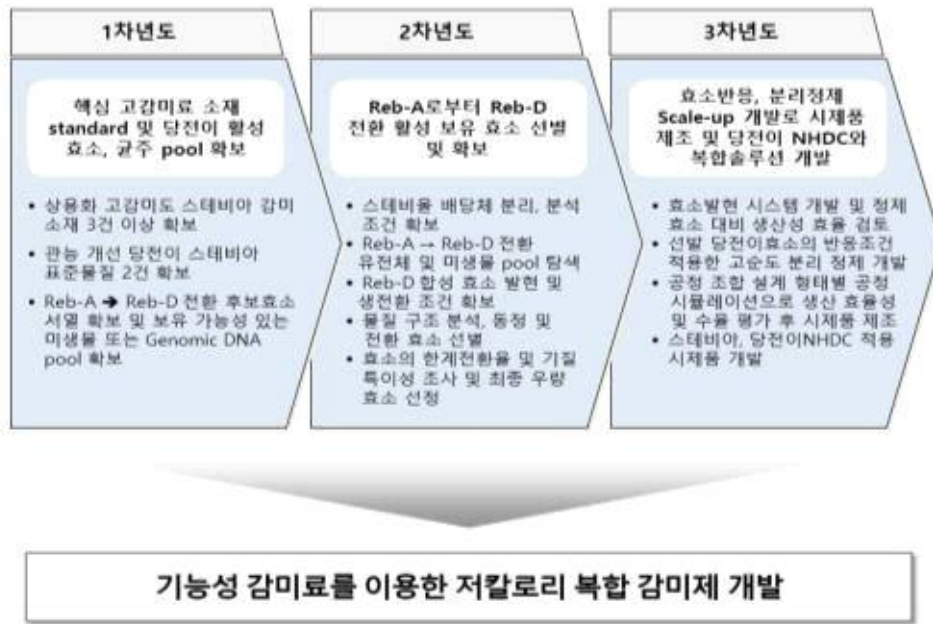 1차년도
핵심 고감미료 소재
standard 및 당전이 활성
효소, 균주 pool 확보
• 상용화 고감미도 스테비아 감미
소재 3건 이상 확보
• 관능 개선 당전이 스테비아
표준물질 2건 확보
• Reb-A ➔ Reb-D 전환 후보효소
서열 확보 및 보유 가능성 있는
미생물 또는 Genomic DNA
pool 확보
2차년도
Reb-A로부터 Reb-D
전환 활성 보유 효소 선별
및 확보
• 스테비올 배당체 분리, 분석
조건 확보
• Reb-A → Reb-D 전환
유전체 및 미생물 pool 탐색
• Reb-D 합성 효소 발현 및
생전환 조건 확보
• 물질 구조 분석, 동정 및
전환 효소 선별
• 효소의 한계전환율 및 기질
특이성 조사 및 최종 우량
효소 선정
3차년도
효소반응, 분리정제
Scale-up 개발로 시제품
제조 및 당전이 NHDC와
복합솔루션 개발
• 효소발현 시스템 개발 및 정제
효소 대비 생산성 효율 검토
• 선발 당전이효소의 반응조건
적용한 고순도 분리 정제 개발
• 공정 조합 설계 형태별 공정
시뮬레이션으로 생산 효율성
및 수율 평가 후 시제품 제조
• 스테비아, 당전이NHDC 적용
시제품 개발
기능성 감미료를 이용한 저칼로리 복합 감미제 개발